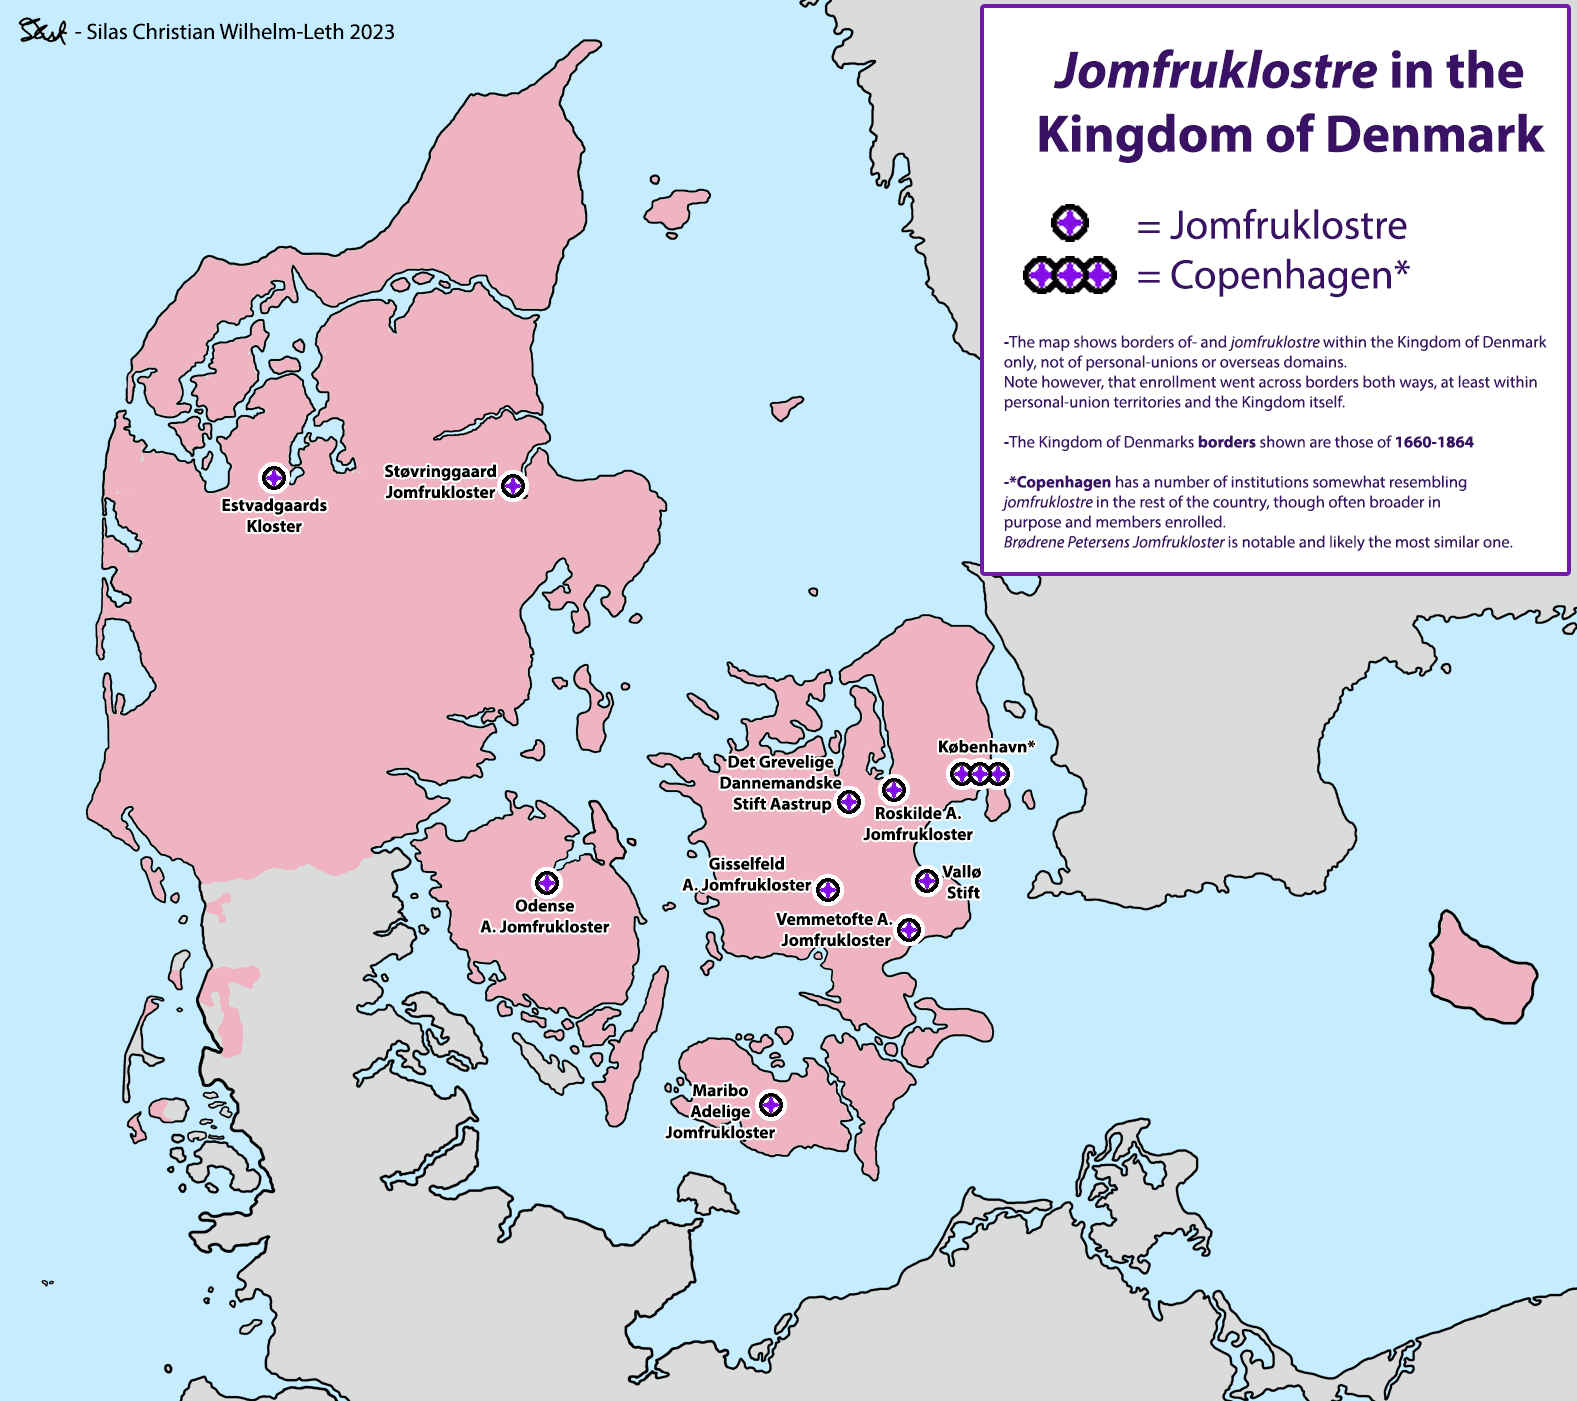 - Silas Christian Wilhelm-Leth 2023
Jomfruklostre in the
Kingdom of Denmark
= Jomfruklostre
= Copenhagen*
-The map shows borders of- and jomfruklostre within the Kingdom of Denmark
only, not of personal-unions or overseas domains.
Note however, that enrollment went across borders both ways, at least within
personal-union territories and the Kingdom itself.
-The Kingdom of Denmarks borders shown are those of 1660-1864
-*Copenhagen has a number of institutions somewhat resembling
jomfruklostre in the rest of the country, though often broader in
purpose and members enrolled.
Brødrene Petersens Jomfrukloster is notable and likely the most similar one.
Støvringgaard
Jomfrukloster
Estvadgaards
Kloster
København*
Det Grevelige
Dannemandske
Stift Aastrup
Roskilde A.
Jomfrukloster
Gisselfeld
A. Jomfrukloster
Vallø
Stift
Odense
A. Jomfrukloster
Vemmetofte A.
Jomfrukloster
Maribo
Adelige
Jomfrukloster